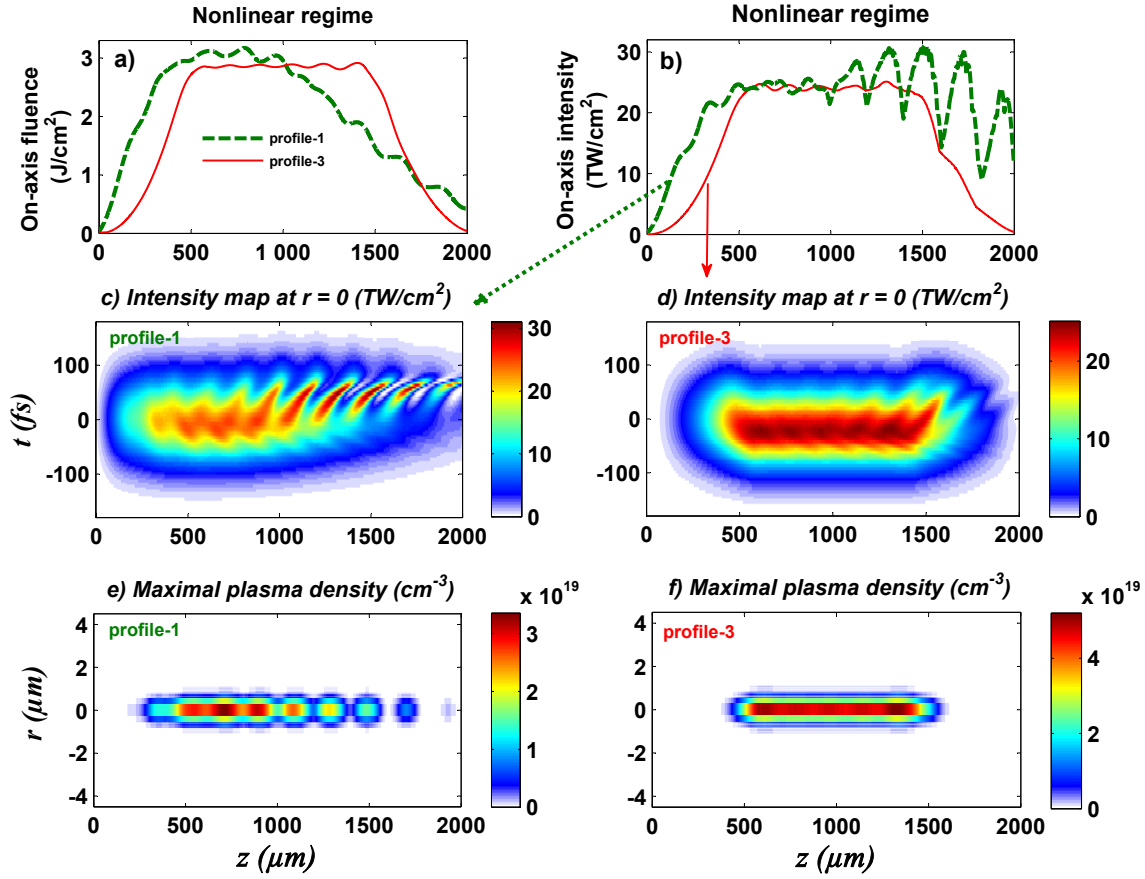 Nonlinear regime
a)
On-axis fluence
(J/cm²)
3
2
1
0
0 500 1000 1500 2000
profile-1
profile-3
Nonlinear regime
b)
On-axis intensity
(TW/cm²)
30
20
10
0
0 500 1000 1500 2000
c) Intensity map at r = 0 (TW/cm²)
profile-1
t (fs)
100
0
-100
0 500 1000 1500 2000
30
20
10
0
d) Intensity map at r = 0 (TW/cm²)
profile-3
100
0
-100
0 500 1000 1500 2000
20
10
0
e) Maximal plasma density (cm⁻³)
profile-1
r (μm)
4
2
0
-2
-4
0 500 1000 1500 2000
z (μm)
x 10¹⁹
3
2
1
0
f) Maximal plasma density (cm⁻³)
profile-3
4
2
0
-2
-4
0 500 1000 1500 2000
z (μm)
x 10¹⁹
4
2
0